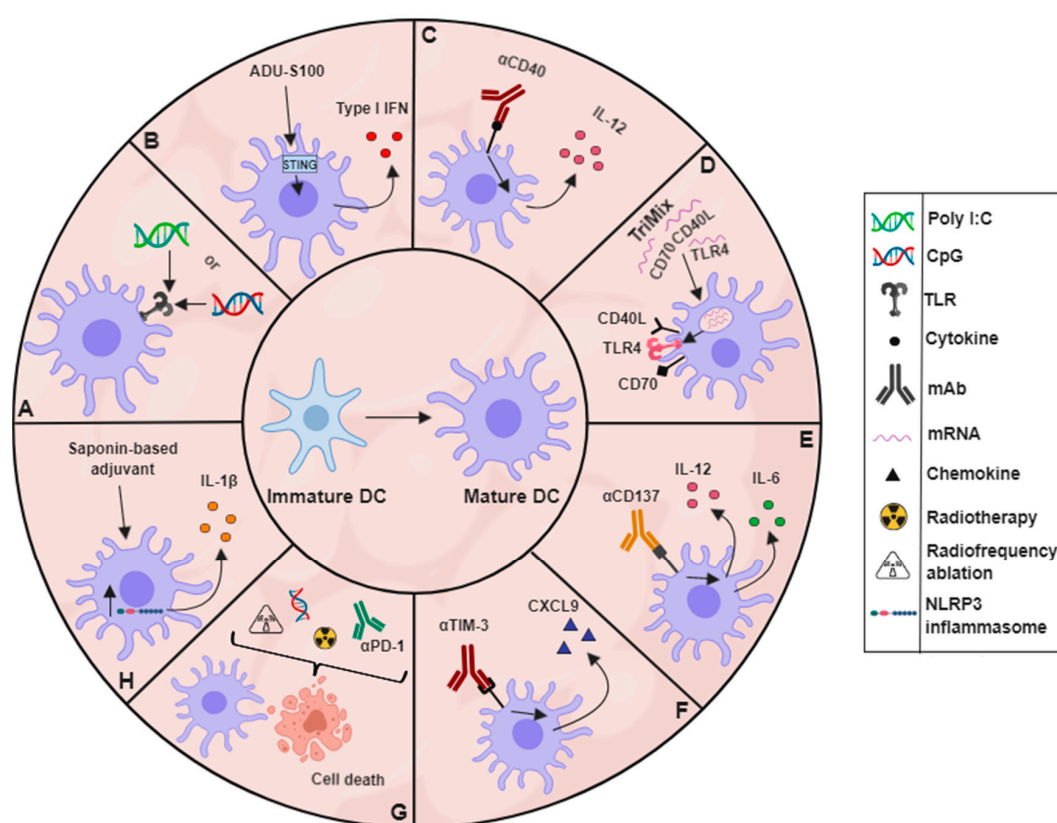 C
αCD40
IL-12
ADU-S100
Type I IFN
STING
B
D
TriMix
CD70
CD40L
TLR4
CD40L
TLR4
CD70
or
A
Immature DC
Mature DC
E
IL-12
IL-6
αCD137
Saponin-based
adjuvant
IL-1β
H
αPD-1
Cell death
G
CXCL9
αTIM-3
F
Poly I:C
CpG
TLR
Cytokine
mAb
mRNA
Chemokine
Radiotherapy
Radiofrequency
ablation
NLRP3
inflammasome